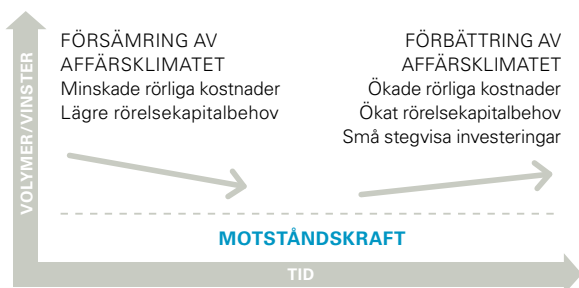 VOLYMER/VINSTER
FÖRSÄMRING AV
AFFÄRSKLIMATET
Minskade rörliga kostnader
Lägre rörelsekapitalbehov
FÖRBÄTTRING AV
AFFÄRSKLIMATET
Ökade rörliga kostnader
Ökat rörelsekapitalbehov
Små stegvisa investeringar
MOTSTÅNDSKRAFT
TID